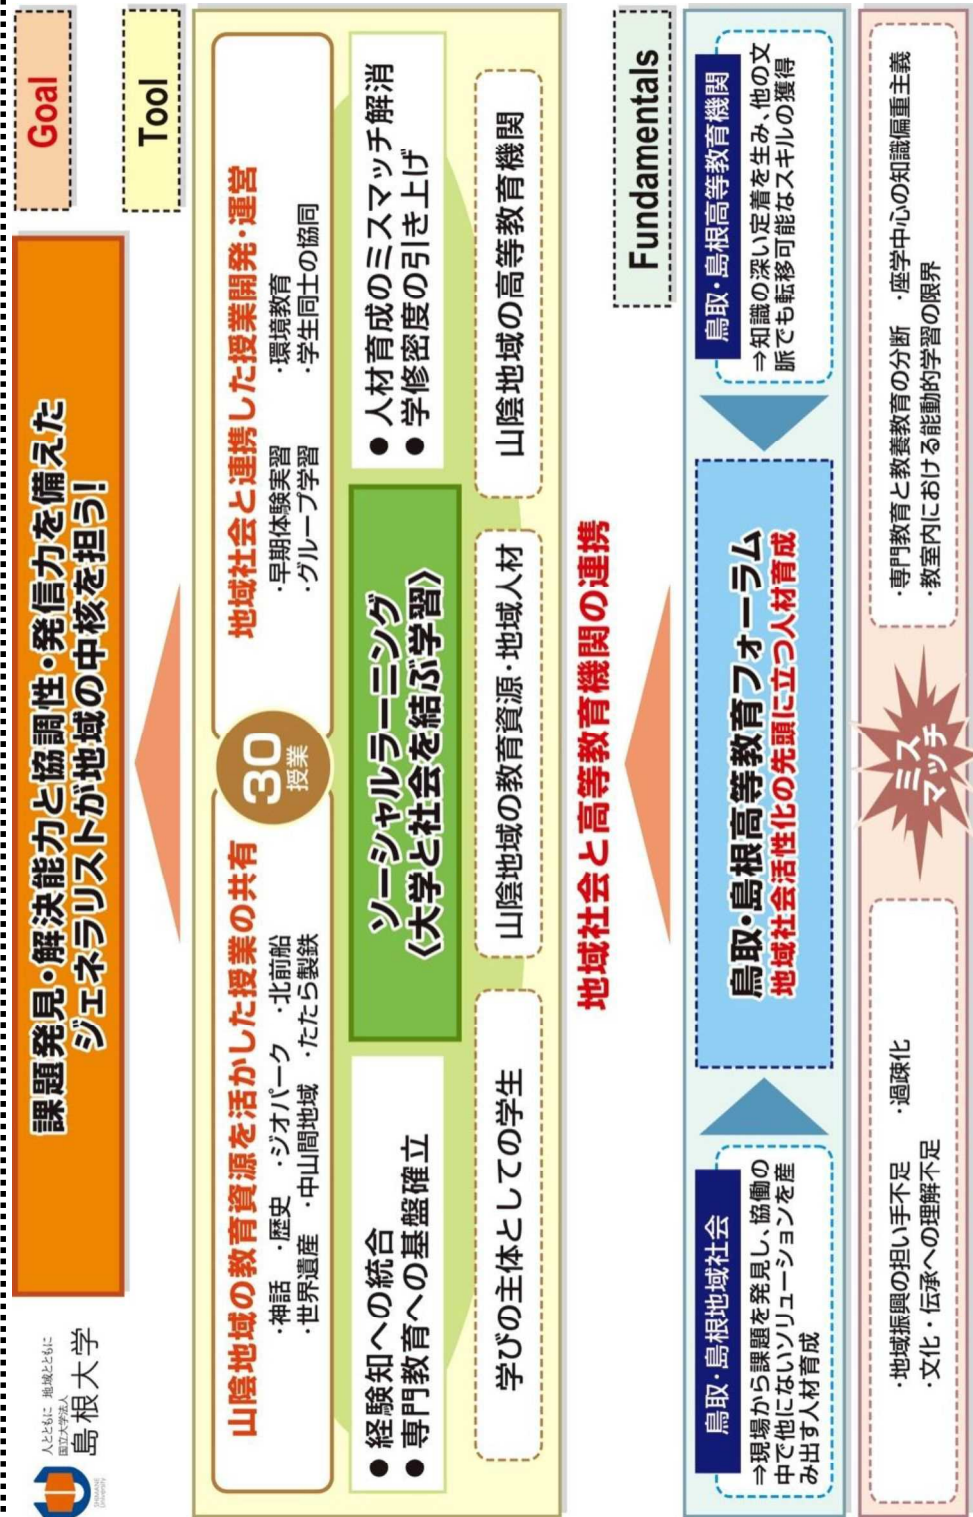 人とともに 地域とともに
国立大学法人
島根大学
SHIMANE
University
課題発見・解決能力と協調性・発信力を備えた
ジェネラリストが地域の中核を担う!
Goal
Tool
山陰地域の教育資源を活かした授業の共有
・神話 ・歴史 ・ジオパーク ・北前船
・世界遺産 ・中山間地域 ・たたら製鉄
30
授業
地域社会と連携した授業開発・運営
・早期体験実習 ・環境教育
・グループ学習 ・学生同士の協同
● 経験知への統合
● 専門教育への基盤確立
ソーシャルラーニング
〈大学と社会を結ぶ学習〉
● 人材育成のミスマッチ解消
● 学修密度の引き上げ
学びの主体としての学生
山陰地域の教育資源・地域人材
山陰地域の高等教育機関
地域社会と高等教育機関の連携
Fundamentals
鳥取・島根地域社会
⇒現場から課題を発見し、協働の
中で他にないソリューションを産
み出す人材育成
鳥取・島根高等教育フォーラム
地域社会活性化の先頭に立つ人材育成
鳥取・島根高等教育機関
⇒知識の深い定着を生み、他の文
脈でも転移可能なスキルの獲得
・地域振興の担い手不足 ・過疎化
・文化・伝承への理解不足
ミス
マッチ
・専門教育と教養教育の分断 ・座学中心の知識偏重主義
・教室内における能動的学習の限界